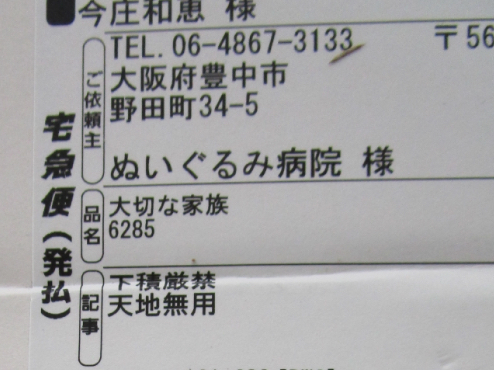 今庄和恵 様
TEL. 06-4867-3133 〒56
ご依頼主
大阪府豊中市
野田町34-5
ぬいぐるみ病院 様
宅急便(発払)
品名
大切な家族
6285
記事
下積厳禁
天地無用